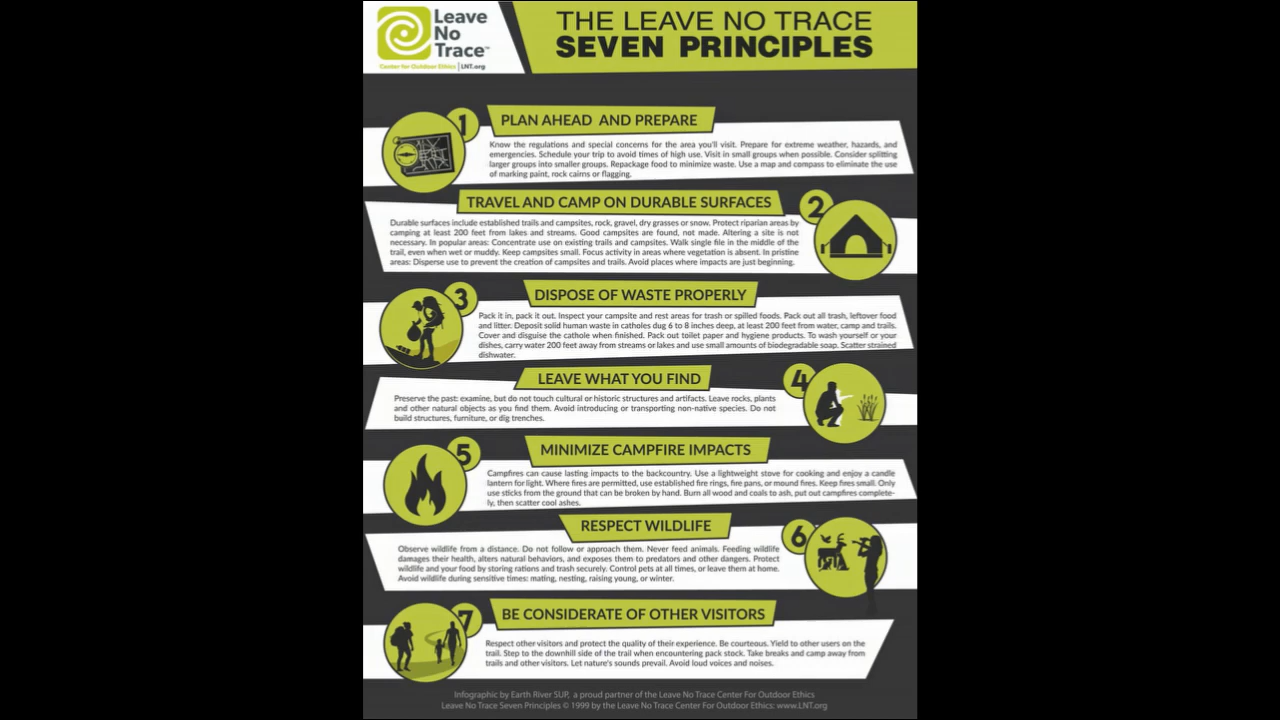 Leave
No
Trace™
Center for Outdoor Ethics | LNT.org
THE LEAVE NO TRACE
SEVEN PRINCIPLES
1
PLAN AHEAD AND PREPARE
Know the regulations and special concerns for the area you'll visit. Prepare for extreme weather, hazards, and
emergencies. Schedule your trip to avoid times of high use. Visit in small groups when possible. Consider splitting
larger groups into smaller groups. Repackage food to minimize waste. Use a map and compass to eliminate the use
of marking paint, rock cairns or flagging.
TRAVEL AND CAMP ON DURABLE SURFACES
2
Durable surfaces include established trails and campsites, rock, gravel, dry grasses or snow. Protect riparian areas by
camping at least 200 feet from lakes and streams. Good campsites are found, not made. Altering a site is not
necessary. In popular areas: Concentrate use on existing trails and campsites. Walk single file in the middle of the
trail, even when wet or muddy. Keep campsites small. Focus activity in areas where vegetation is absent. In pristine
areas: Disperse use to prevent the creation of campsites and trails. Avoid places where impacts are just beginning.
3
DISPOSE OF WASTE PROPERLY
Pack it in, pack it out. Inspect your campsite and rest areas for trash or spilled foods. Pack out all trash, leftover food
and litter. Deposit solid human waste in catholes dug 6 to 8 inches deep, at least 200 feet from water, camp and trails.
Cover and disguise the cathole when finished. Pack out toilet paper and hygiene products. To wash yourself or your
dishes, carry water 200 feet away from streams or lakes and use small amounts of biodegradable soap. Scatter strained
dishwater.
LEAVE WHAT YOU FIND
4
Preserve the past: examine, but do not touch cultural or historic structures and artifacts. Leave rocks, plants
and other natural objects as you find them. Avoid introducing or transporting non-native species. Do not
build structures, furniture, or dig trenches.
5
MINIMIZE CAMPFIRE IMPACTS
Campfires can cause lasting impacts to the backcountry. Use a lightweight stove for cooking and enjoy a candle
lantern for light. Where fires are permitted, use established fire rings, fire pans, or mound fires. Keep fires small. Only
use sticks from the ground that can be broken by hand. Burn all wood and coals to ash, put out campfires complete-
ly, then scatter cool ashes.
RESPECT WILDLIFE
6
Observe wildlife from a distance. Do not follow or approach them. Never feed animals. Feeding wildlife
damages their health, alters natural behaviors, and exposes them to predators and other dangers. Protect
wildlife and your food by storing rations and trash securely. Control pets at all times, or leave them at home.
Avoid wildlife during sensitive times: mating, nesting, raising young, or winter.
7
BE CONSIDERATE OF OTHER VISITORS
Respect other visitors and protect the quality of their experience. Be courteous. Yield to other users on the
trail. Step to the downhill side of the trail when encountering pack stock. Take breaks and camp away from
trails and other visitors. Let nature's sounds prevail. Avoid loud voices and noises.
Infographic by Earth River SUP, a proud partner of the Leave No Trace Center For Outdoor Ethics
Leave No Trace Seven Principles © 1999 by the Leave No Trace Center For Outdoor Ethics: www.LNT.org